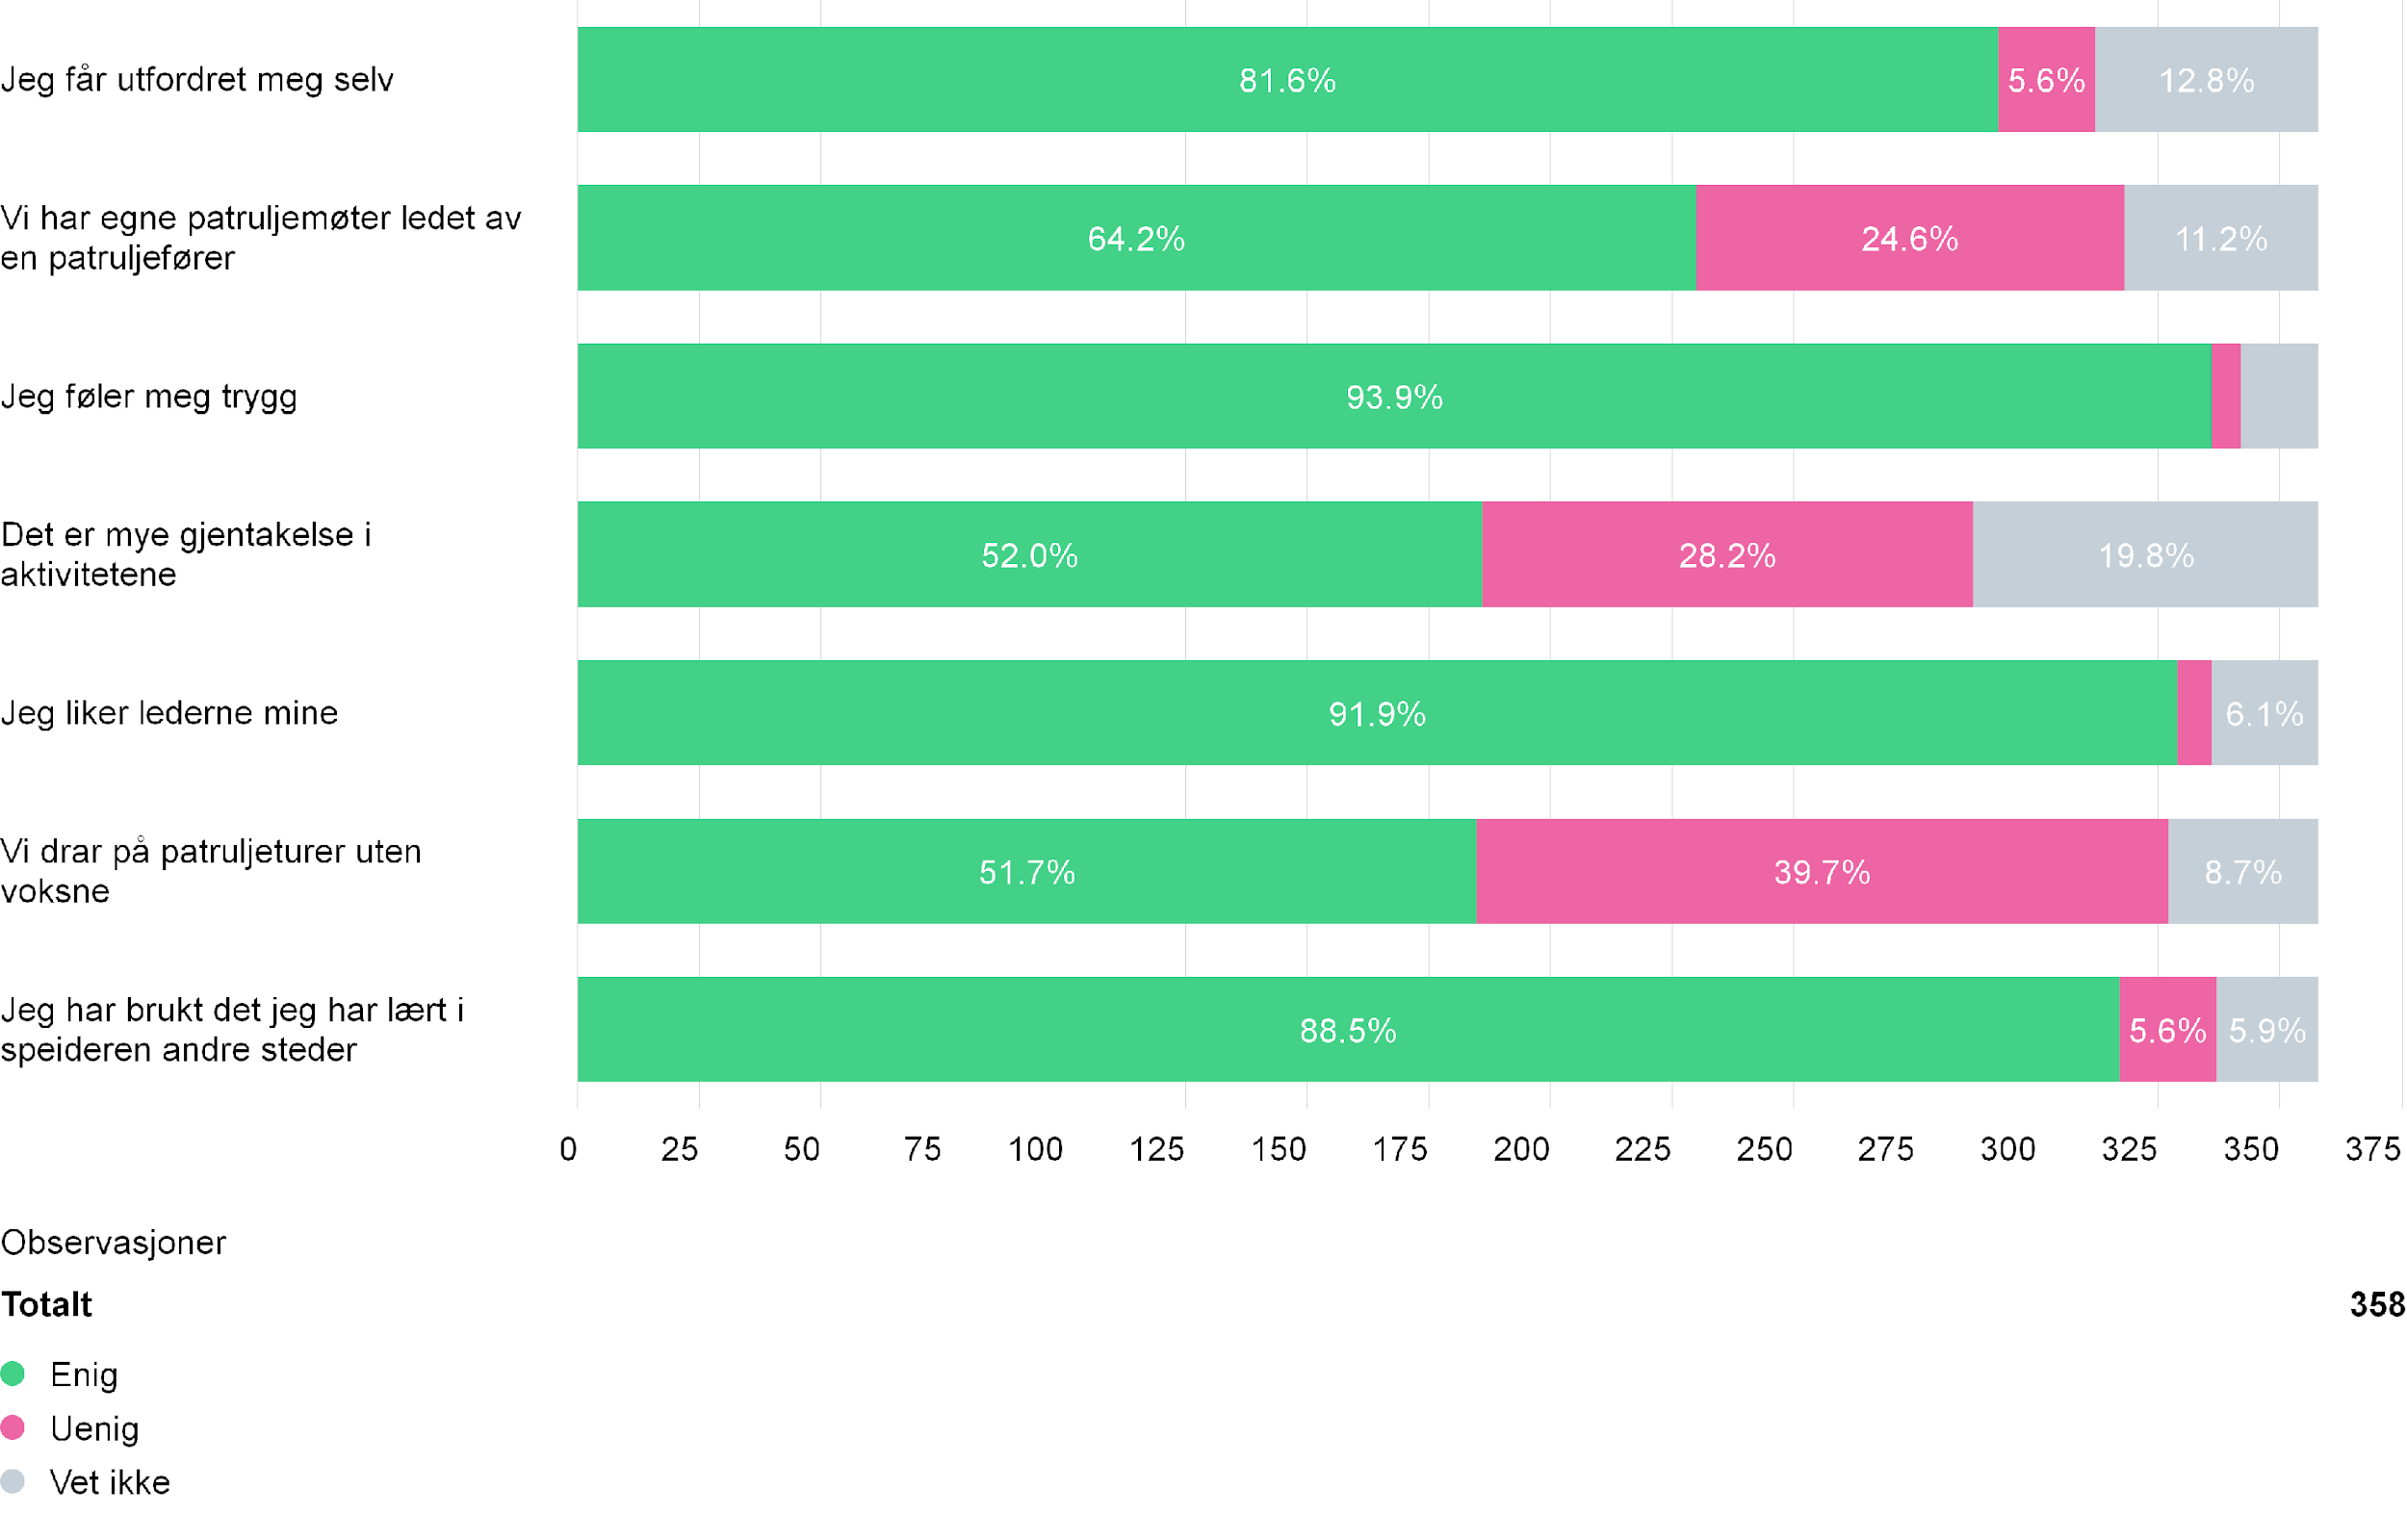 Jeg får utfordret meg selv
81.6%
5.6%
12.8%
Vi har egne patruljemøter ledet av
en patruljefører
64.2%
24.6%
11.2%
Jeg føler meg trygg
93.9%
Det er mye gjentakelse i
aktivitetene
52.0%
28.2%
19.8%
Jeg liker lederne mine
91.9%
6.1%
Vi drar på patruljeturer uten
voksne
51.7%
39.7%
8.7%
Jeg har brukt det jeg har lært i
speideren andre steder
88.5%
5.6%
5.9%
0 25 50 75 100 125 150 175 200 225 250 275 300 325 350 375
Observasjoner
Totalt 358
Enig
Uenig
Vet ikke